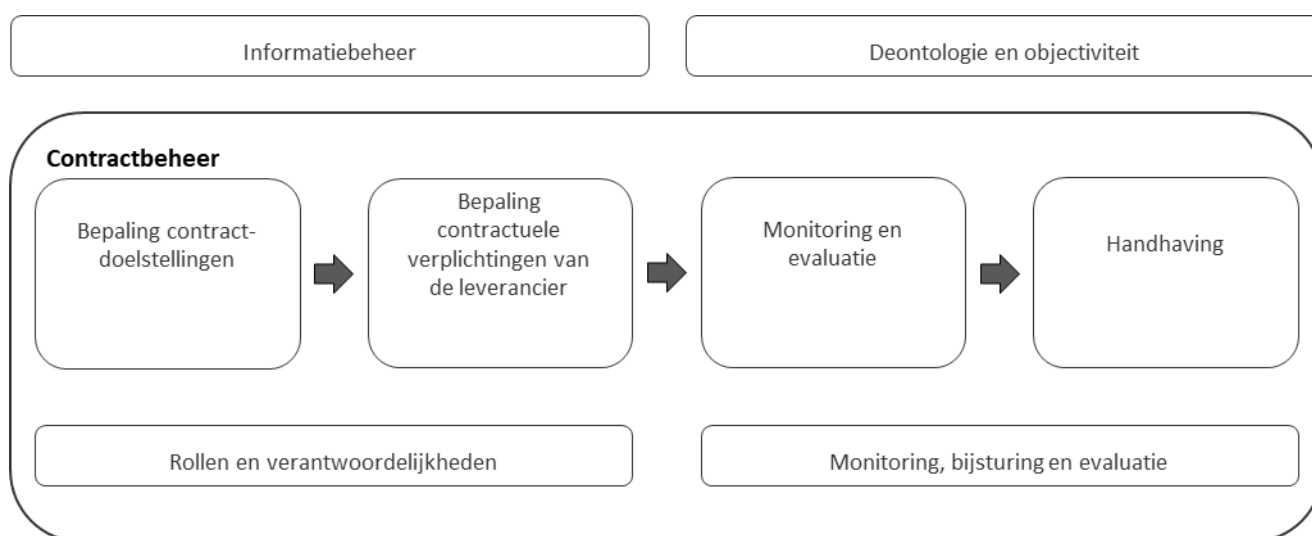 Informatiebeheer
Deontologie en objectiviteit
Contractbeheer
Bepaling contract-
doelstellingen
Bepaling
contractuele
verplichtingen van
de leverancier
Monitoring en
evaluatie
Handhaving
Rollen en verantwoordelijkheden
Monitoring, bijsturing en evaluatie